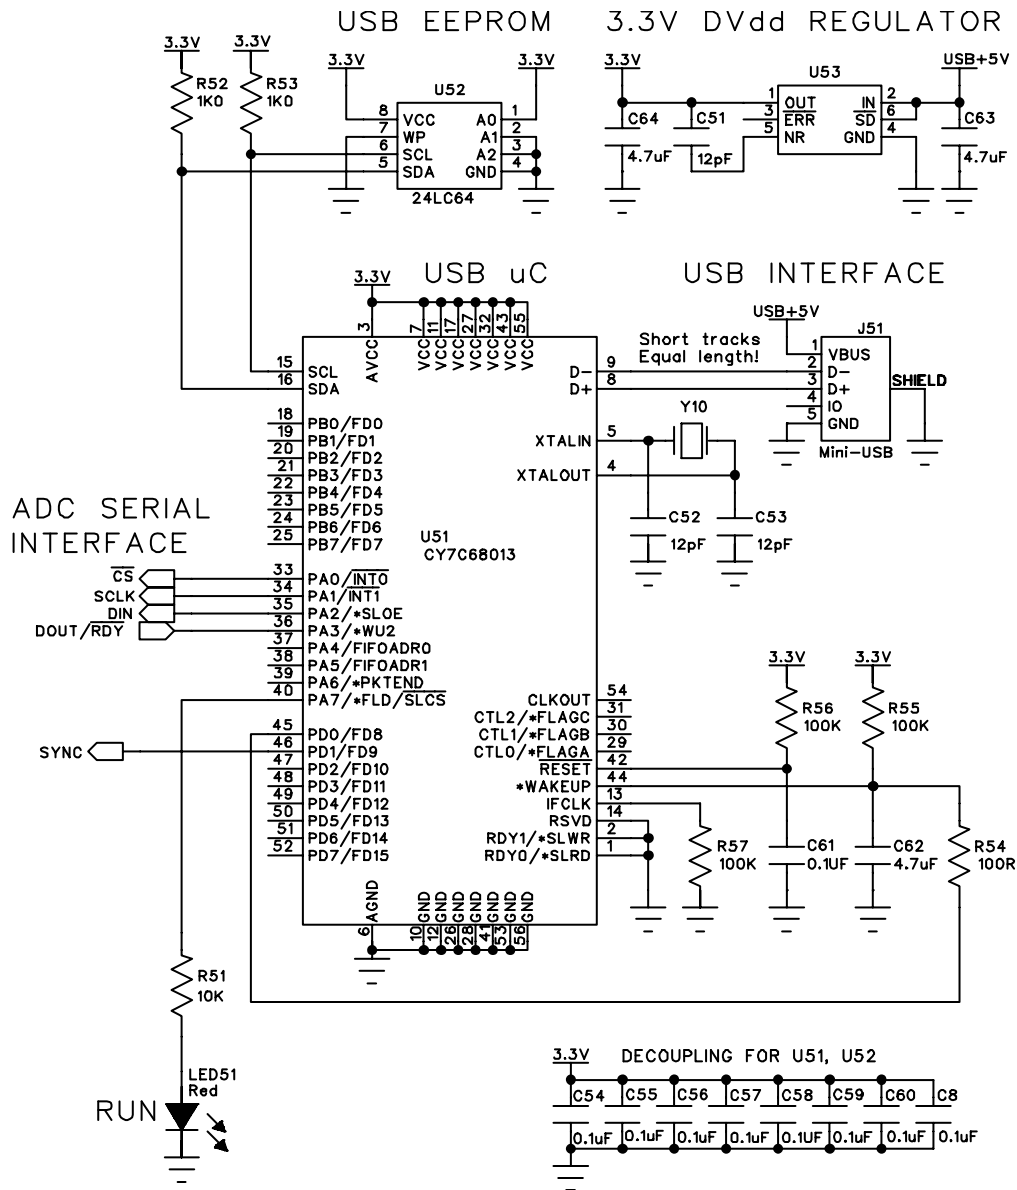 USB EEPROM
3.3V DVdd REGULATOR
3.3V
3.3V
R52
1K0
R53
1K0
3.3V
3.3V
U52
8 VCC
7 WP
6 SCL
5 SDA
A0 1
A1 2
A2 3
GND 4
24LC64
3.3V
USB+5V
U53
1 OUT
3 ERR
5 NR
IN 2
SD 6
GND 4
C64
4.7uF
C51
12pF
C63
4.7uF
USB uC
USB INTERFACE
3.3V
3 AVCC
7 VCC
11 VCC
17 VCC
27 VCC
32 VCC
43 VCC
55 VCC
15 SCL
16 SDA
18 PB0/FD0
19 PB1/FD1
20 PB2/FD2
21 PB3/FD3
22 PB4/FD4
23 PB5/FD5
24 PB6/FD6
25 PB7/FD7
U51
CY7C68013
D- 9
D+ 8
XTALIN 5
XTALOUT 4
Short tracks
Equal length!
USB+5V
J51
1 VBUS
2 D-
3 D+
4 IO
5 GND
SHIELD
Mini-USB
Y10
C52
12pF
C53
12pF
ADC SERIAL
INTERFACE
CS
SCLK
DIN
DOUT/RDY
33 PA0/INT0
34 PA1/INT1
35 PA2/*SLOE
36 PA3/*WU2
37 PA4/FIFOADR0
38 PA5/FIFOADR1
39 PA6/*PKTEND
40 PA7/*FLD/SLCS
SYNC
45 PD0/FD8
46 PD1/FD9
47 PD2/FD10
48 PD3/FD11
49 PD4/FD12
50 PD5/FD13
51 PD6/FD14
52 PD7/FD15
CLKOUT 54
CTL2/*FLAGC 31
CTL1/*FLAGB 30
CTL0/*FLAGA 29
RESET 42
*WAKEUP 44
IFCLK 13
RSVD 14
RDY1/*SLWR 2
RDY0/*SLRD 1
3.3V
3.3V
R56
100K
R55
100K
R57
100K
C61
0.1UF
C62
4.7uF
R54
100R
6 AGND
10 GND
12 GND
26 GND
28 GND
41 GND
53 GND
56 GND
R51
10K
LED51
Red
RUN
3.3V
DECOUPLING FOR U51, U52
C54
0.1uF
C55
0.1uF
C56
0.1uF
C57
0.1uF
C58
0.1UF
C59
0.1uF
C60
0.1uF
C8
0.1uF